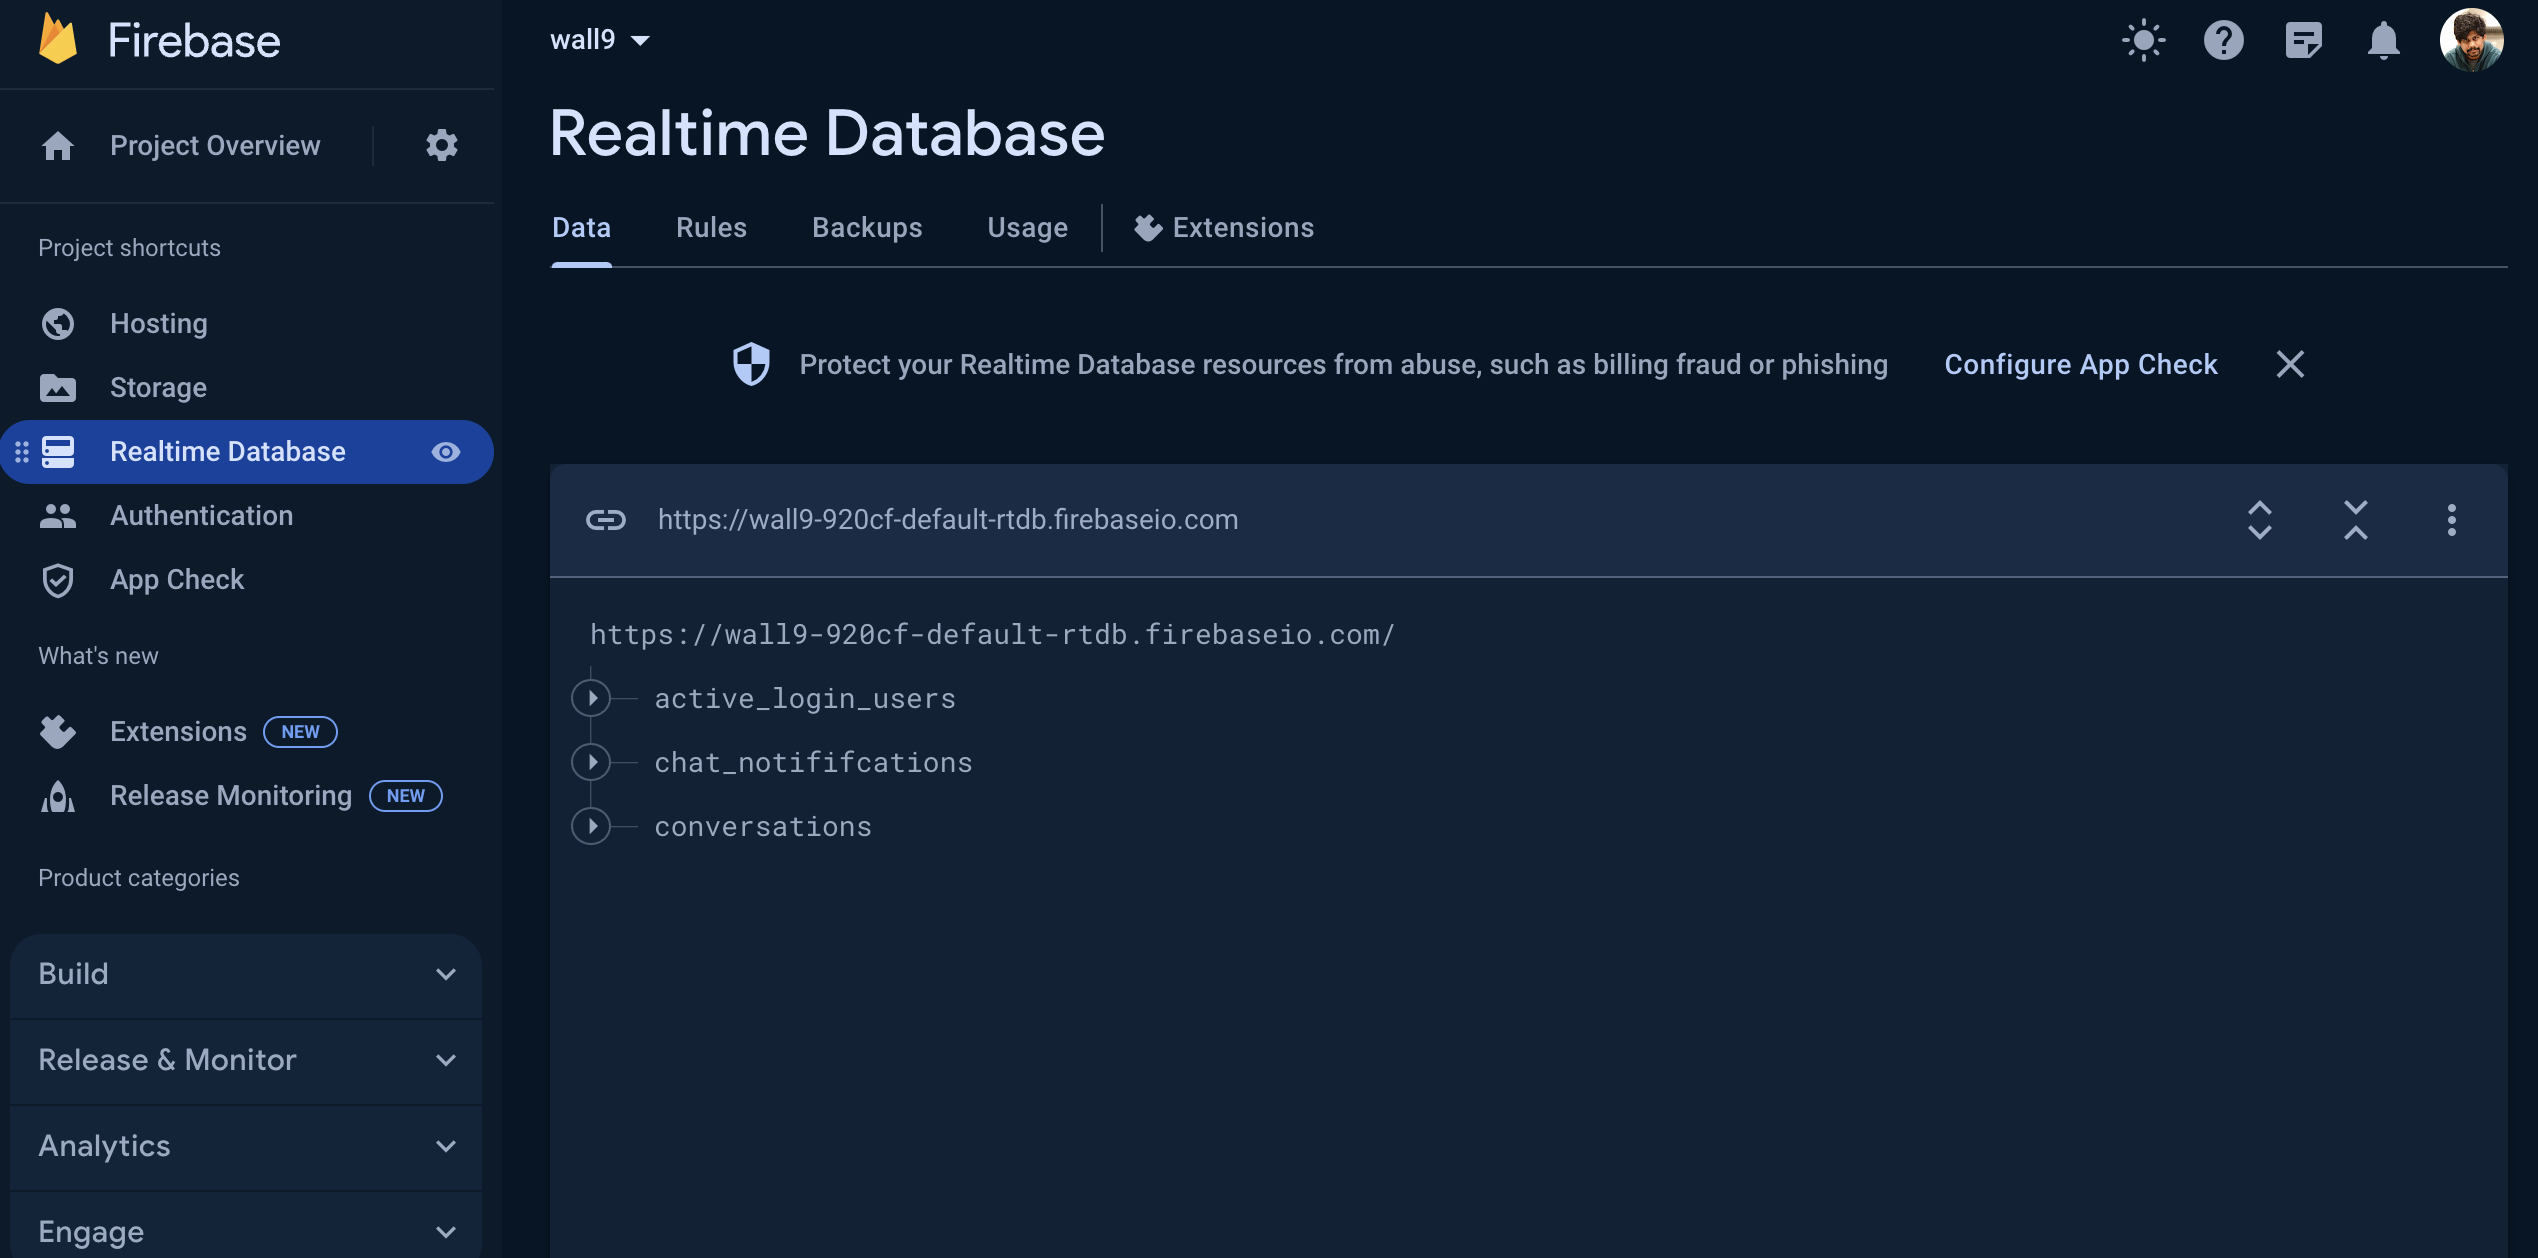 Firebase
Project Overview
Project shortcuts
Hosting
Storage
Realtime Database
Authentication
App Check
What's new
Extensions NEW
Release Monitoring NEW
Product categories
Build
Release & Monitor
Analytics
Engage
wall9
Realtime Database
Data Rules Backups Usage Extensions
Protect your Realtime Database resources from abuse, such as billing fraud or phishing Configure App Check
https://wall9-920cf-default-rtdb.firebaseio.com
https://wall9-920cf-default-rtdb.firebaseio.com/
active_login_users
chat_notififcations
conversations